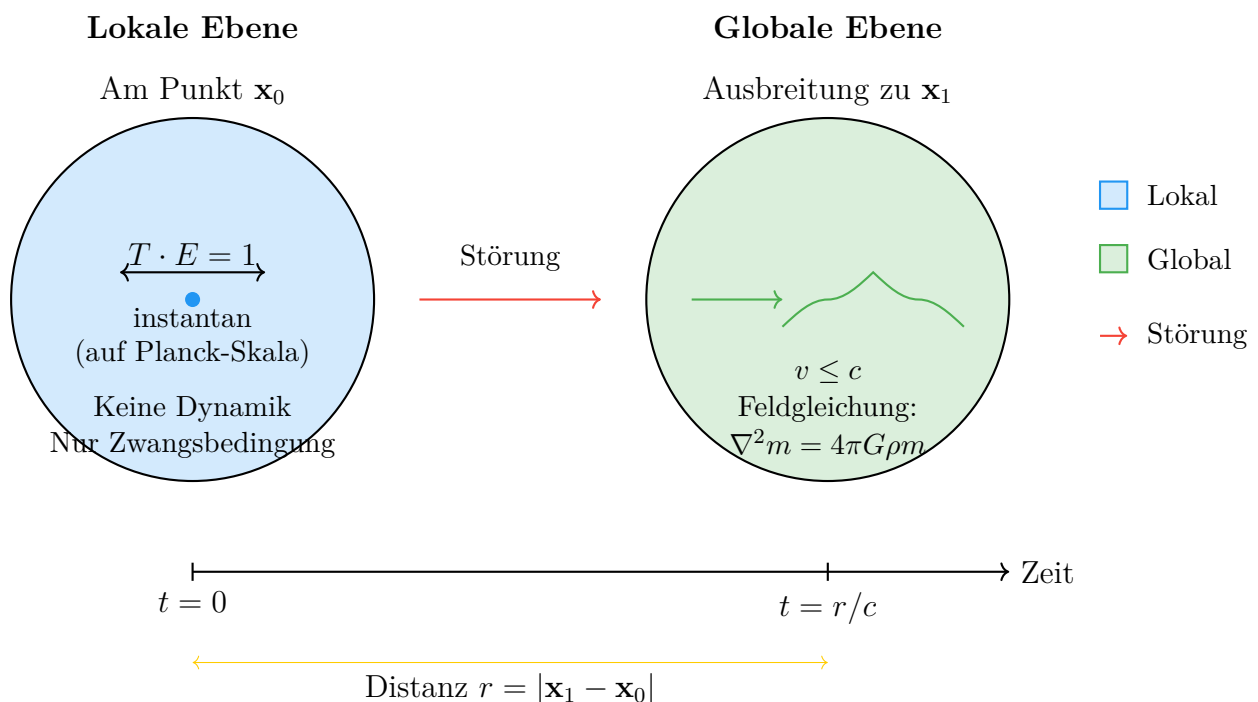 Lokale Ebene
Am Punkt x₀
T · E = 1
instantan
(auf Planck-Skala)
Keine Dynamik
Nur Zwangsbedingung
Störung
Globale Ebene
Ausbreitung zu x₁
v ≤ c
Feldgleichung:
∇²m = 4πGρm
Lokal
Global
Störung
Zeit
t = 0
t = r/c
Distanz r = |x₁ − x₀|